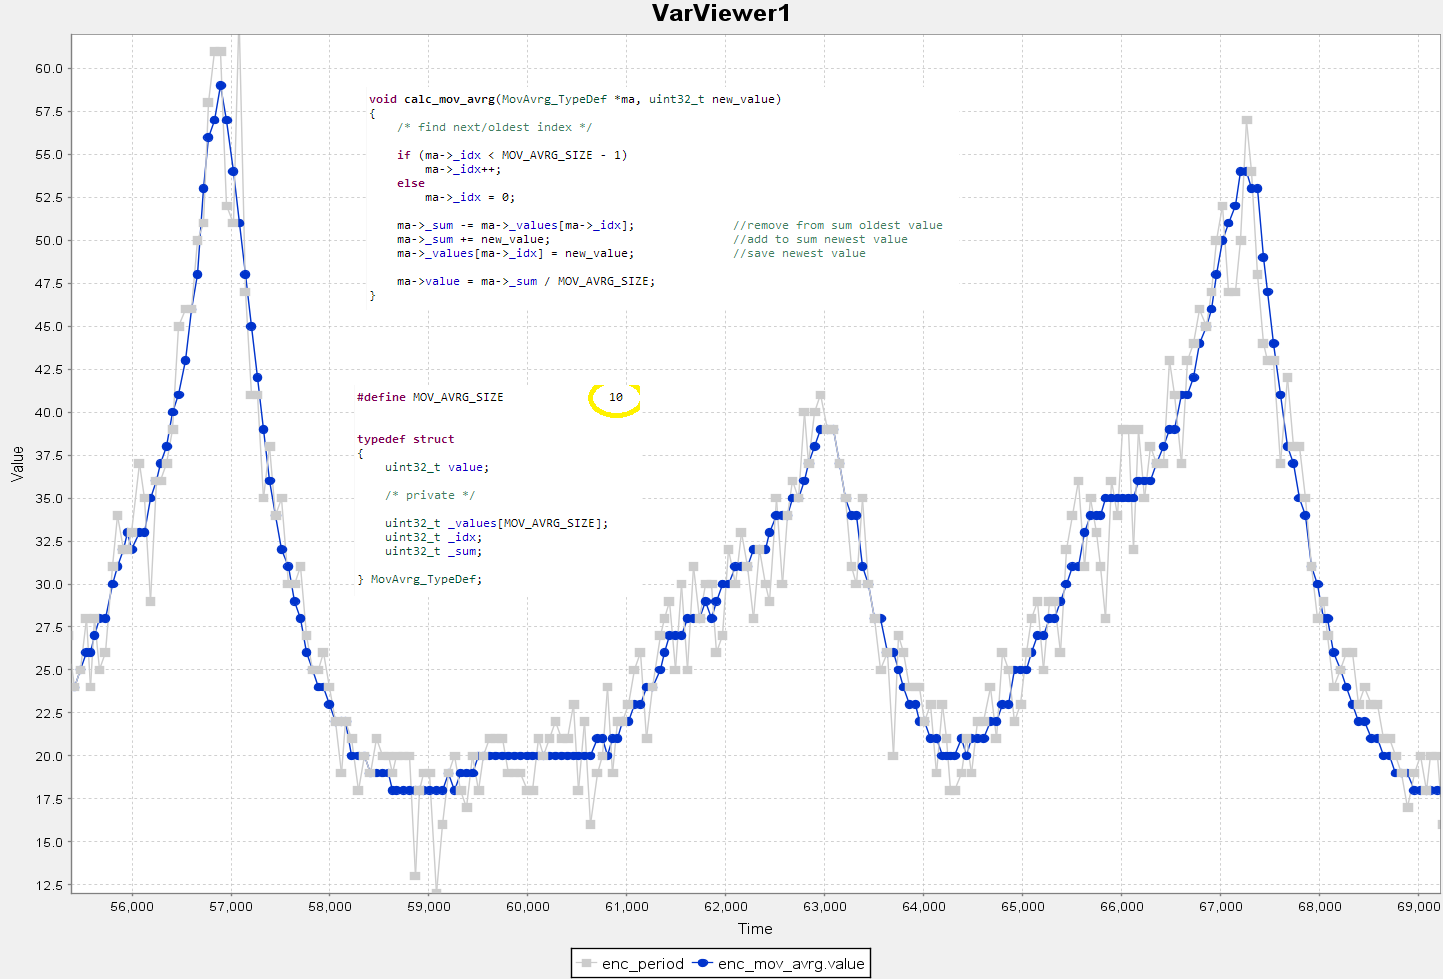 VarViewer1
60.0
57.5
55.0
52.5
50.0
47.5
45.0
42.5
40.0
37.5
35.0
32.5
30.0
27.5
25.0
22.5
20.0
17.5
15.0
12.5
Value
void calc_mov_avrg(MovAvrg_TypeDef *ma, uint32_t new_value)
{
/* find next/oldest index */
if (ma->_idx < MOV_AVRG_SIZE - 1)
ma->_idx++;
else
ma->_idx = 0;
ma->_sum -= ma->_values[ma->_idx]; //remove from sum oldest value
ma->_sum += new_value; //add to sum newest value
ma->_values[ma->_idx] = new_value; //save newest value
ma->value = ma->_sum / MOV_AVRG_SIZE;
}
#define MOV_AVRG_SIZE 10
typedef struct
{
uint32_t value;
/* private */
uint32_t _values[MOV_AVRG_SIZE];
uint32_t _idx;
uint32_t _sum;
} MovAvrg_TypeDef;
56,000 57,000 58,000 59,000 60,000 61,000 62,000 63,000 64,000 65,000 66,000 67,000 68,000 69,000
Time
enc_period enc_mov_avrg.value